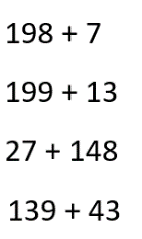 198 + 7
199 + 13
27 + 148
139 + 43